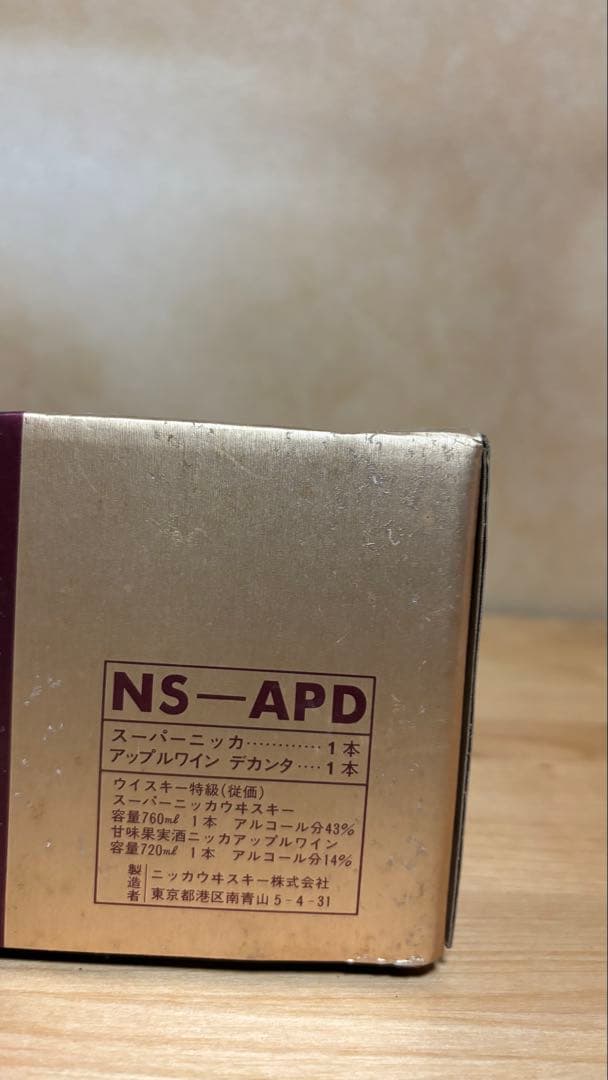 NS—APD
スーパーニッカ…………1本
アップルワイン デカンタ‥‥1本
ウイスキー特級(従価)
スーパーニッカウヰスキー
容量760㎖ 1本 アルコール分43%
甘味果実酒ニッカアップルワイン
容量720㎖ 1本 アルコール分14%
製造者 ニッカウヰスキー株式会社
東京都港区南青山5-4-31